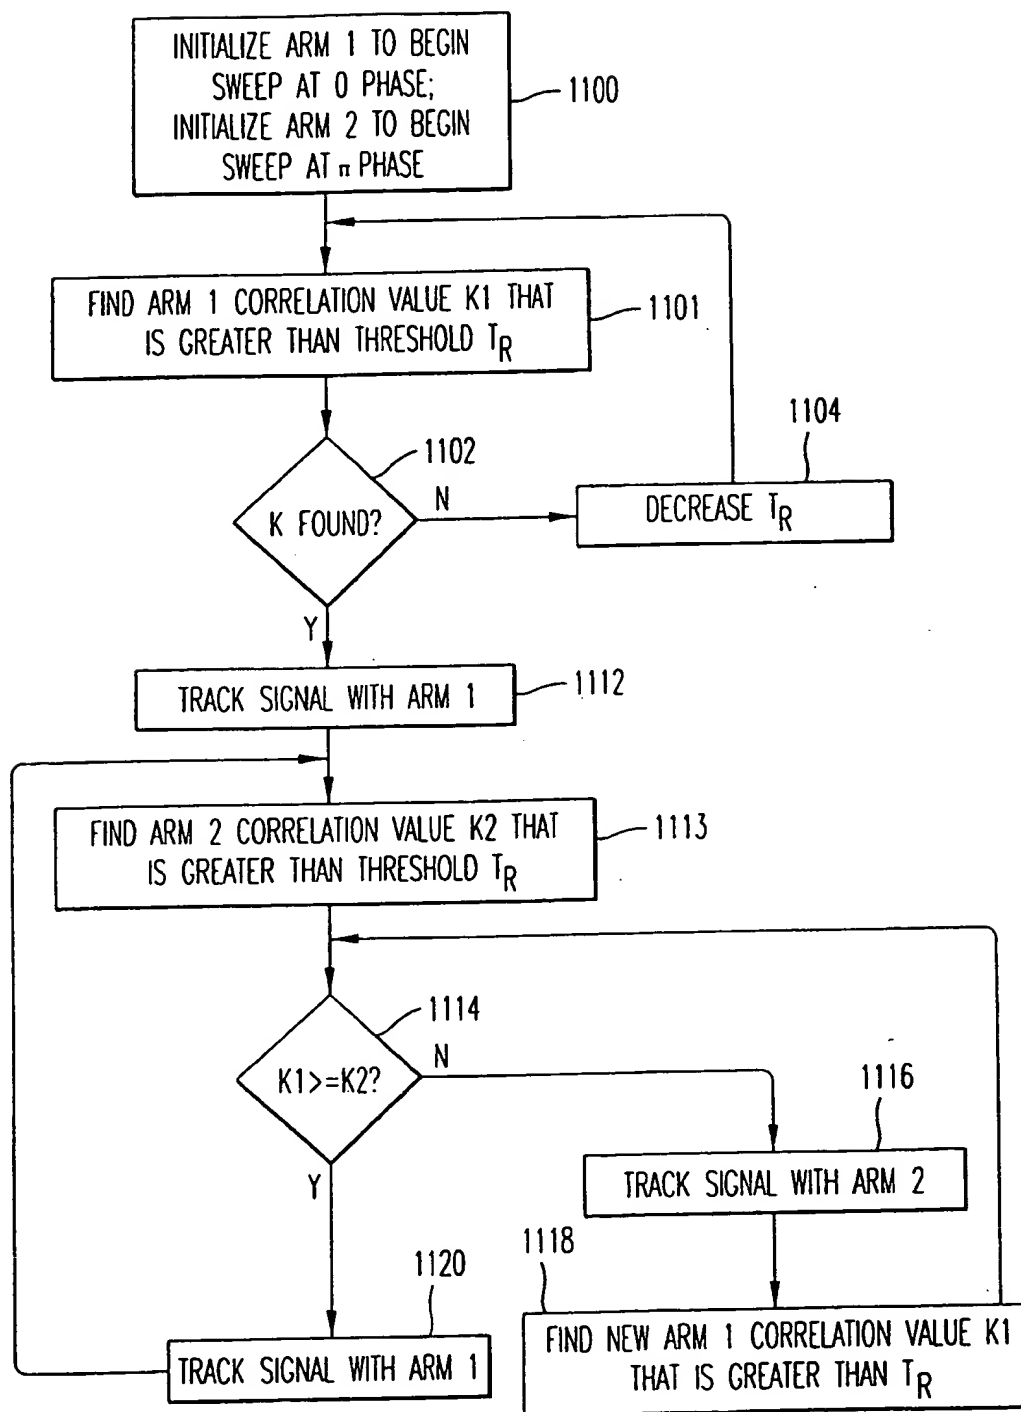 INITIALIZE ARM 1 TO BEGIN
SWEEP AT 0 PHASE;
INITIALIZE ARM 2 TO BEGIN
SWEEP AT π PHASE
1100
FIND ARM 1 CORRELATION VALUE K1 THAT
IS GREATER THAN THRESHOLD TR
1101
1102
K FOUND?
N
1104
DECREASE TR
Y
TRACK SIGNAL WITH ARM 1
1112
FIND ARM 2 CORRELATION VALUE K2 THAT
IS GREATER THAN THRESHOLD TR
1113
1114
K1>=K2?
N
1116
TRACK SIGNAL WITH ARM 2
Y
1118
FIND NEW ARM 1 CORRELATION VALUE K1
THAT IS GREATER THAN TR
1120
TRACK SIGNAL WITH ARM 1